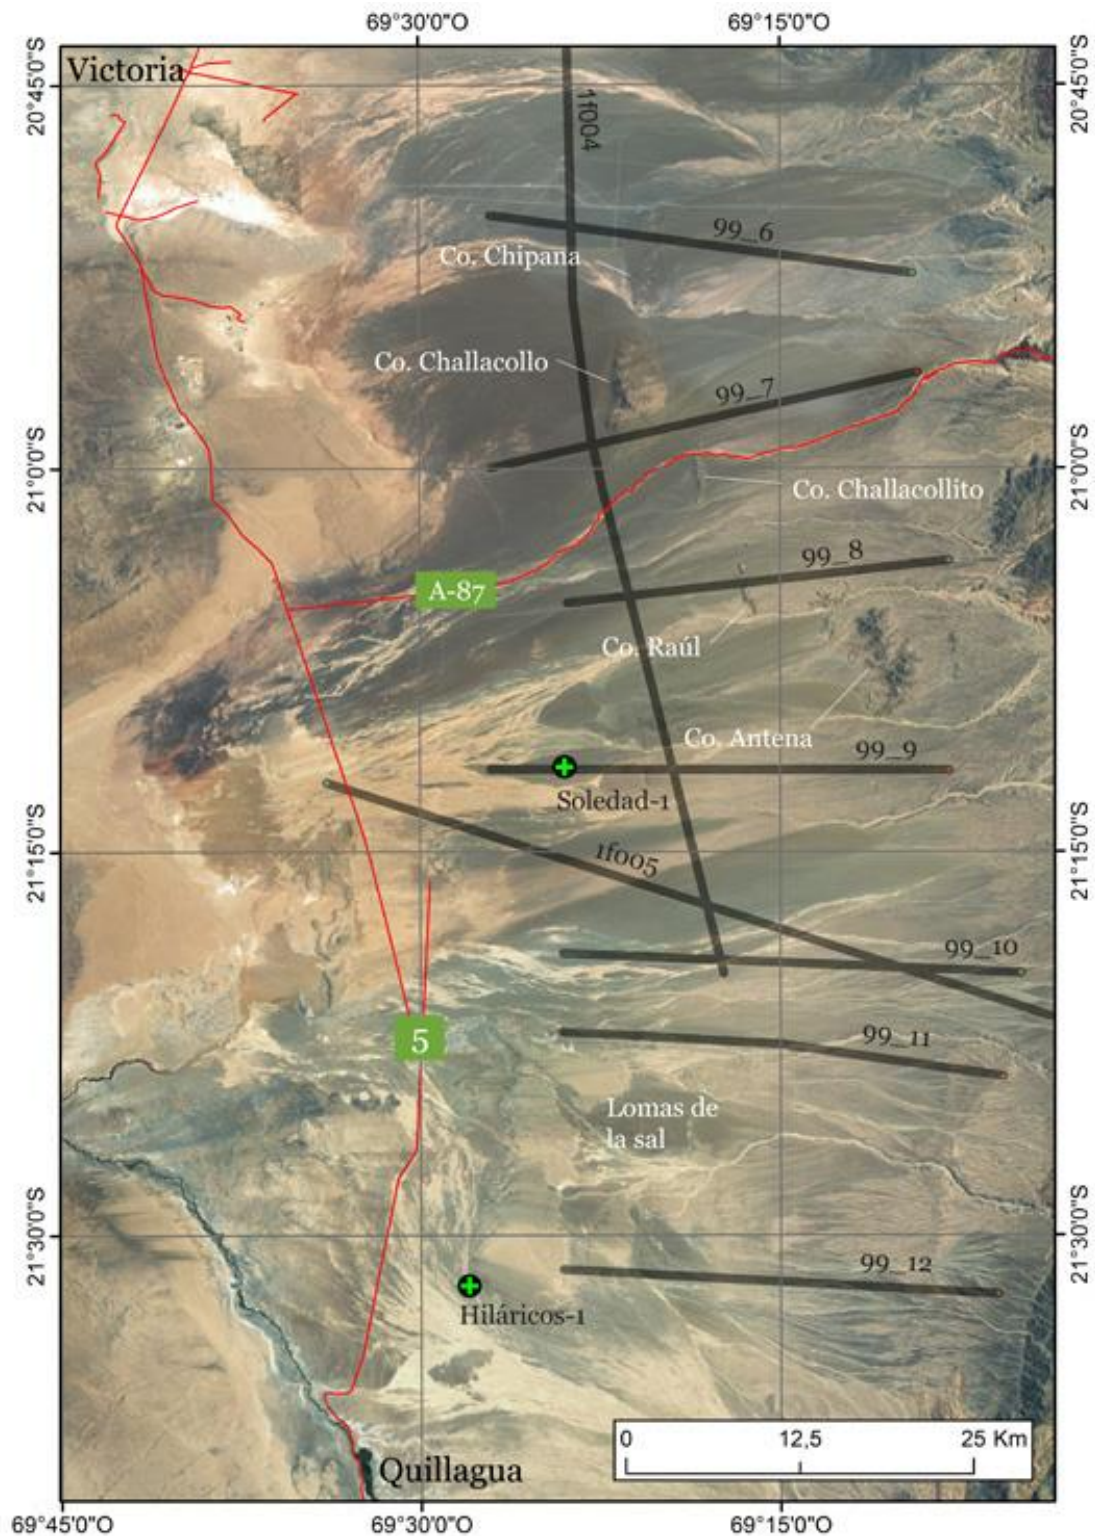 69°30'0"O
69°15'0"O
Victoria
20°45'0"S
20°45'0"S
1f004
99_6
Co. Chipana
Co. Challacollo
99_7
21°0'0"S
21°0'0"S
Co. Challacollito
99_8
A-87
Co. Raúl
Co. Antena
99_9
Soledad-1
21°15'0"S
21°15'0"S
1f005
99_10
5
99_11
Lomas de
la sal
21°30'0"S
21°30'0"S
99_12
Hiláricos-1
0 12,5 25 Km
Quillagua
69°45'0"O
69°30'0"O
69°15'0"O